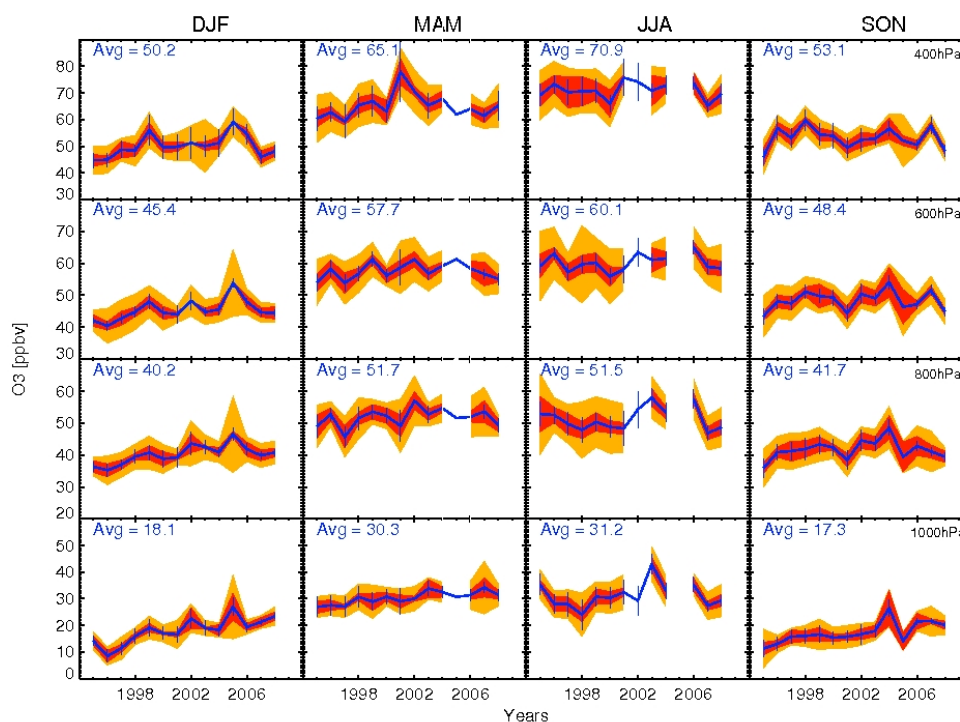 DJF MAM JJA SON
Avg = 50.2 Avg = 65.1 Avg = 70.9 Avg = 53.1 400hPa
80
70
60
50
40
30
Avg = 45.4 Avg = 57.7 Avg = 60.1 Avg = 48.4 600hPa
70
60
50
40
30
O3 [ppbv]
Avg = 40.2 Avg = 51.7 Avg = 51.5 Avg = 41.7 800hPa
60
50
40
30
20
Avg = 18.1 Avg = 30.3 Avg = 31.2 Avg = 17.3 1000hPa
50
40
30
20
10
0
1998 2002 2006 1998 2002 2006 1998 2002 2006 1998 2002 2006
Years